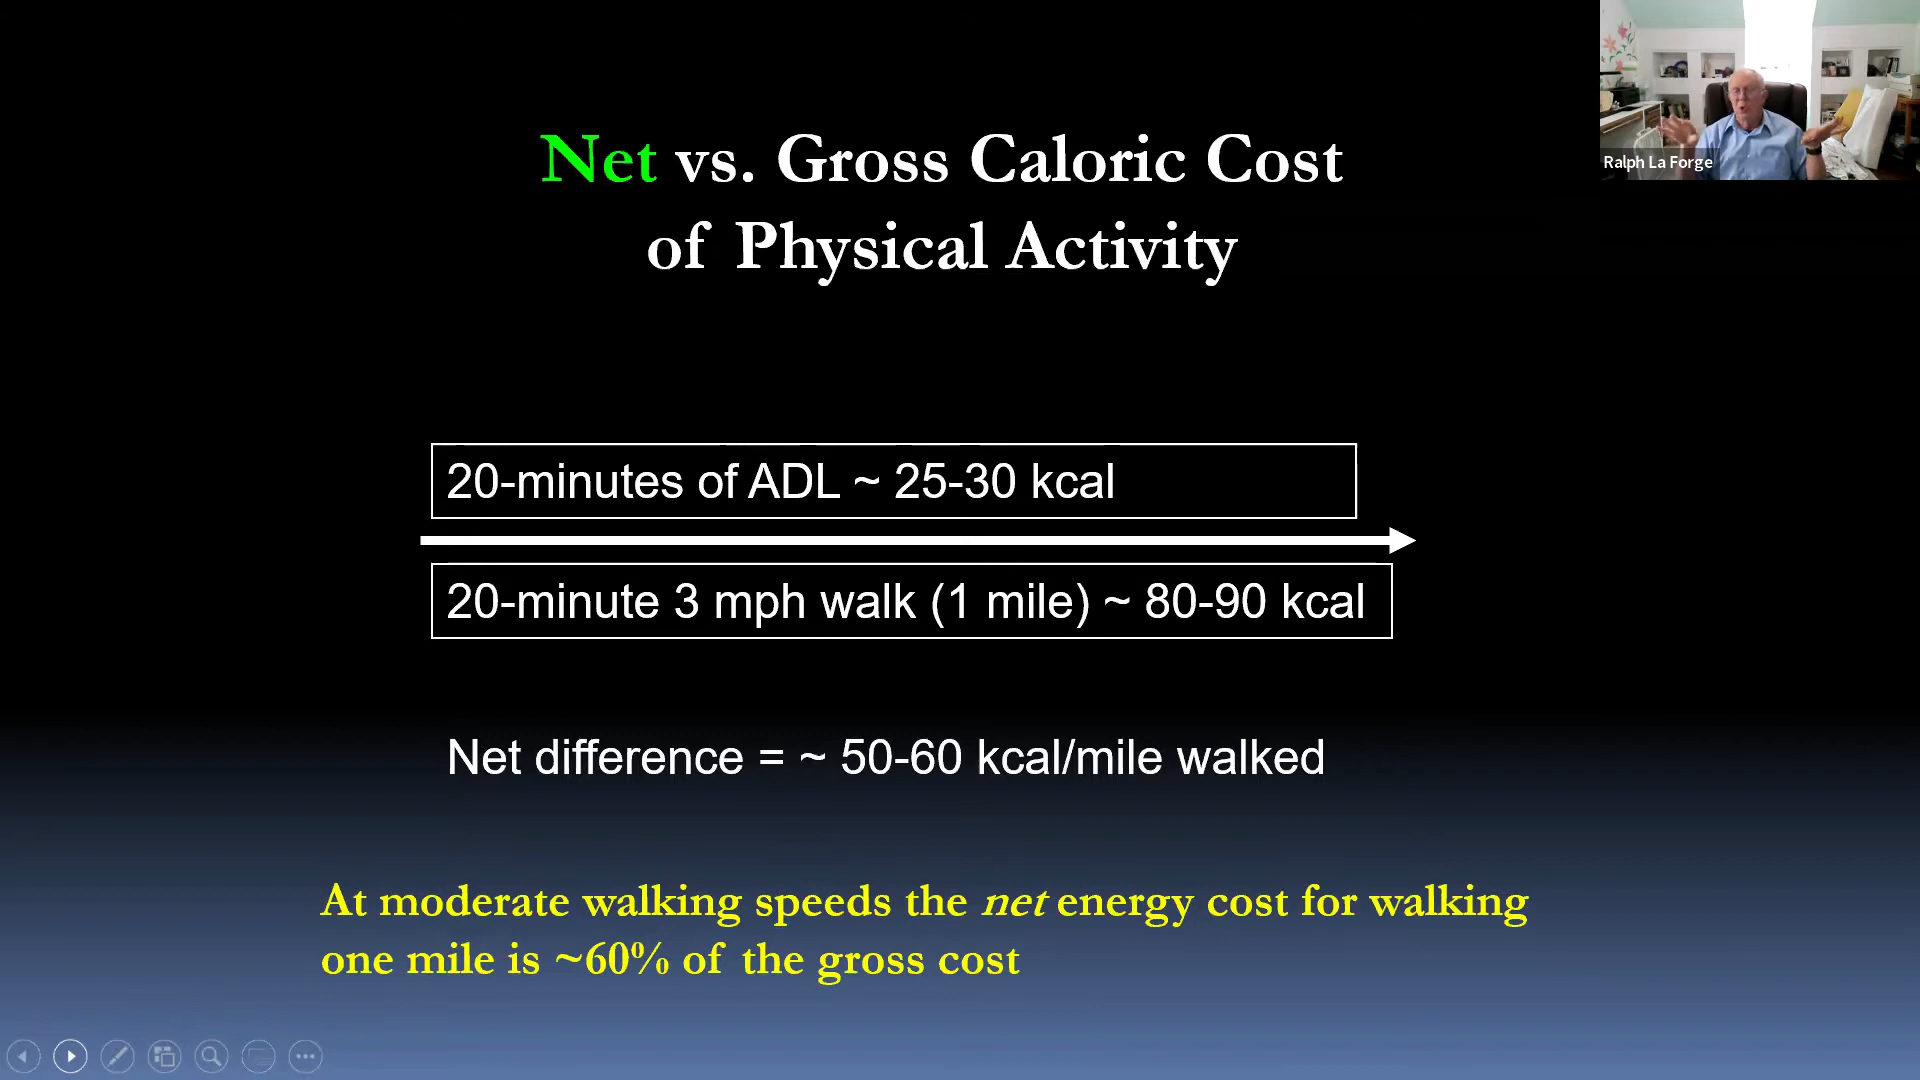 Net vs. Gross Caloric Cost
of Physical Activity
Ralph La Forge
20-minutes of ADL ~ 25-30 kcal
20-minute 3 mph walk (1 mile) ~ 80-90 kcal
Net difference = ~ 50-60 kcal/mile walked
At moderate walking speeds the net energy cost for walking
one mile is ~60% of the gross cost